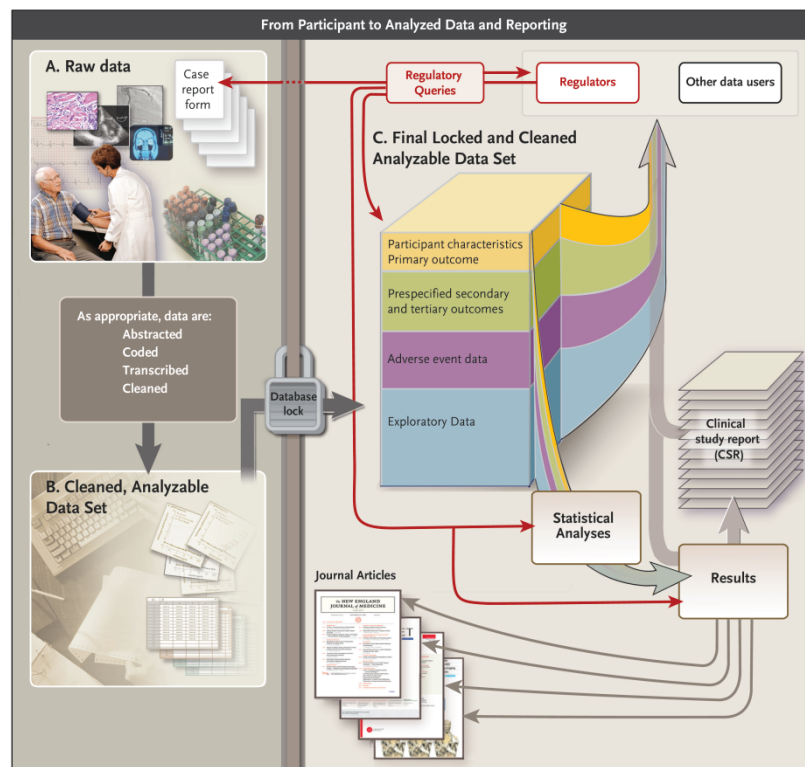 From Participant to Analyzed Data and Reporting
A. Raw data
Case
report
form
As appropriate, data are:
Abstracted
Coded
Transcribed
Cleaned
Database
lock
B. Cleaned, Analyzable
Data Set
Regulatory
Queries
Regulators
Other data users
C. Final Locked and Cleaned
Analyzable Data Set
Participant characteristics
Primary outcome
Prespecified secondary
and tertiary outcomes
Adverse event data
Exploratory Data
Clinical
study report
(CSR)
Statistical
Analyses
Results
Journal Articles
The NEW ENGLAND
JOURNAL of MEDICINE